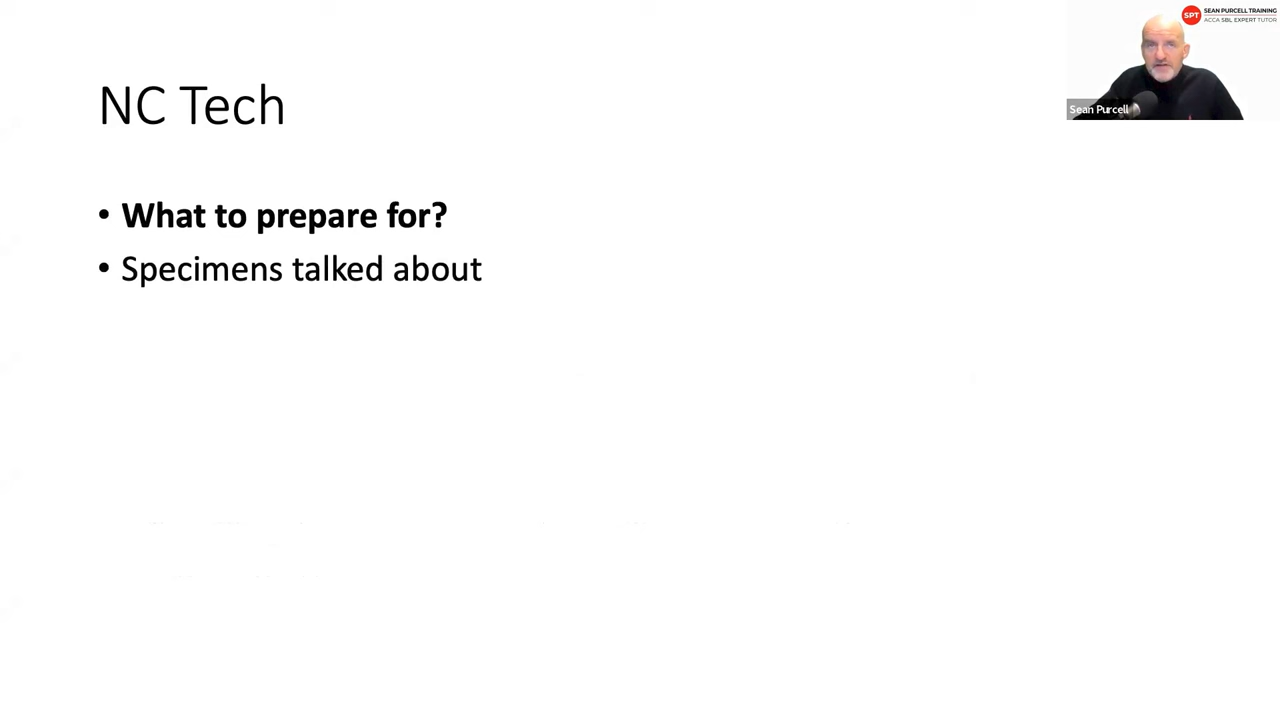 SPT
SEAN PURCELL TRAINING
ACCA SBL EXPERT TUTOR
NC Tech
Sean Purcell
• What to prepare for?
• Specimens talked about